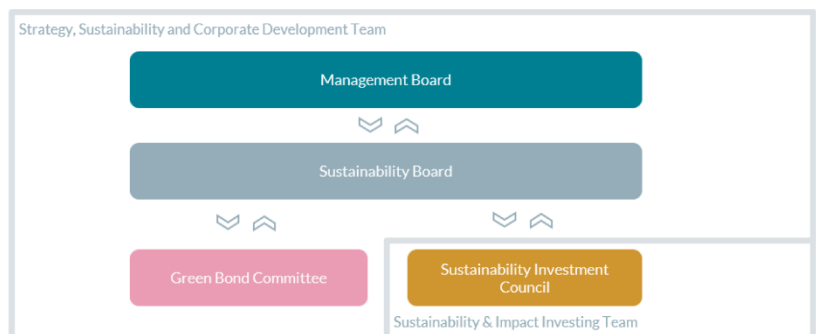 Strategy, Sustainability and Corporate Development Team
Management Board
Sustainability Board
Green Bond Committee
Sustainability Investment
Council
Sustainability & Impact Investing Team